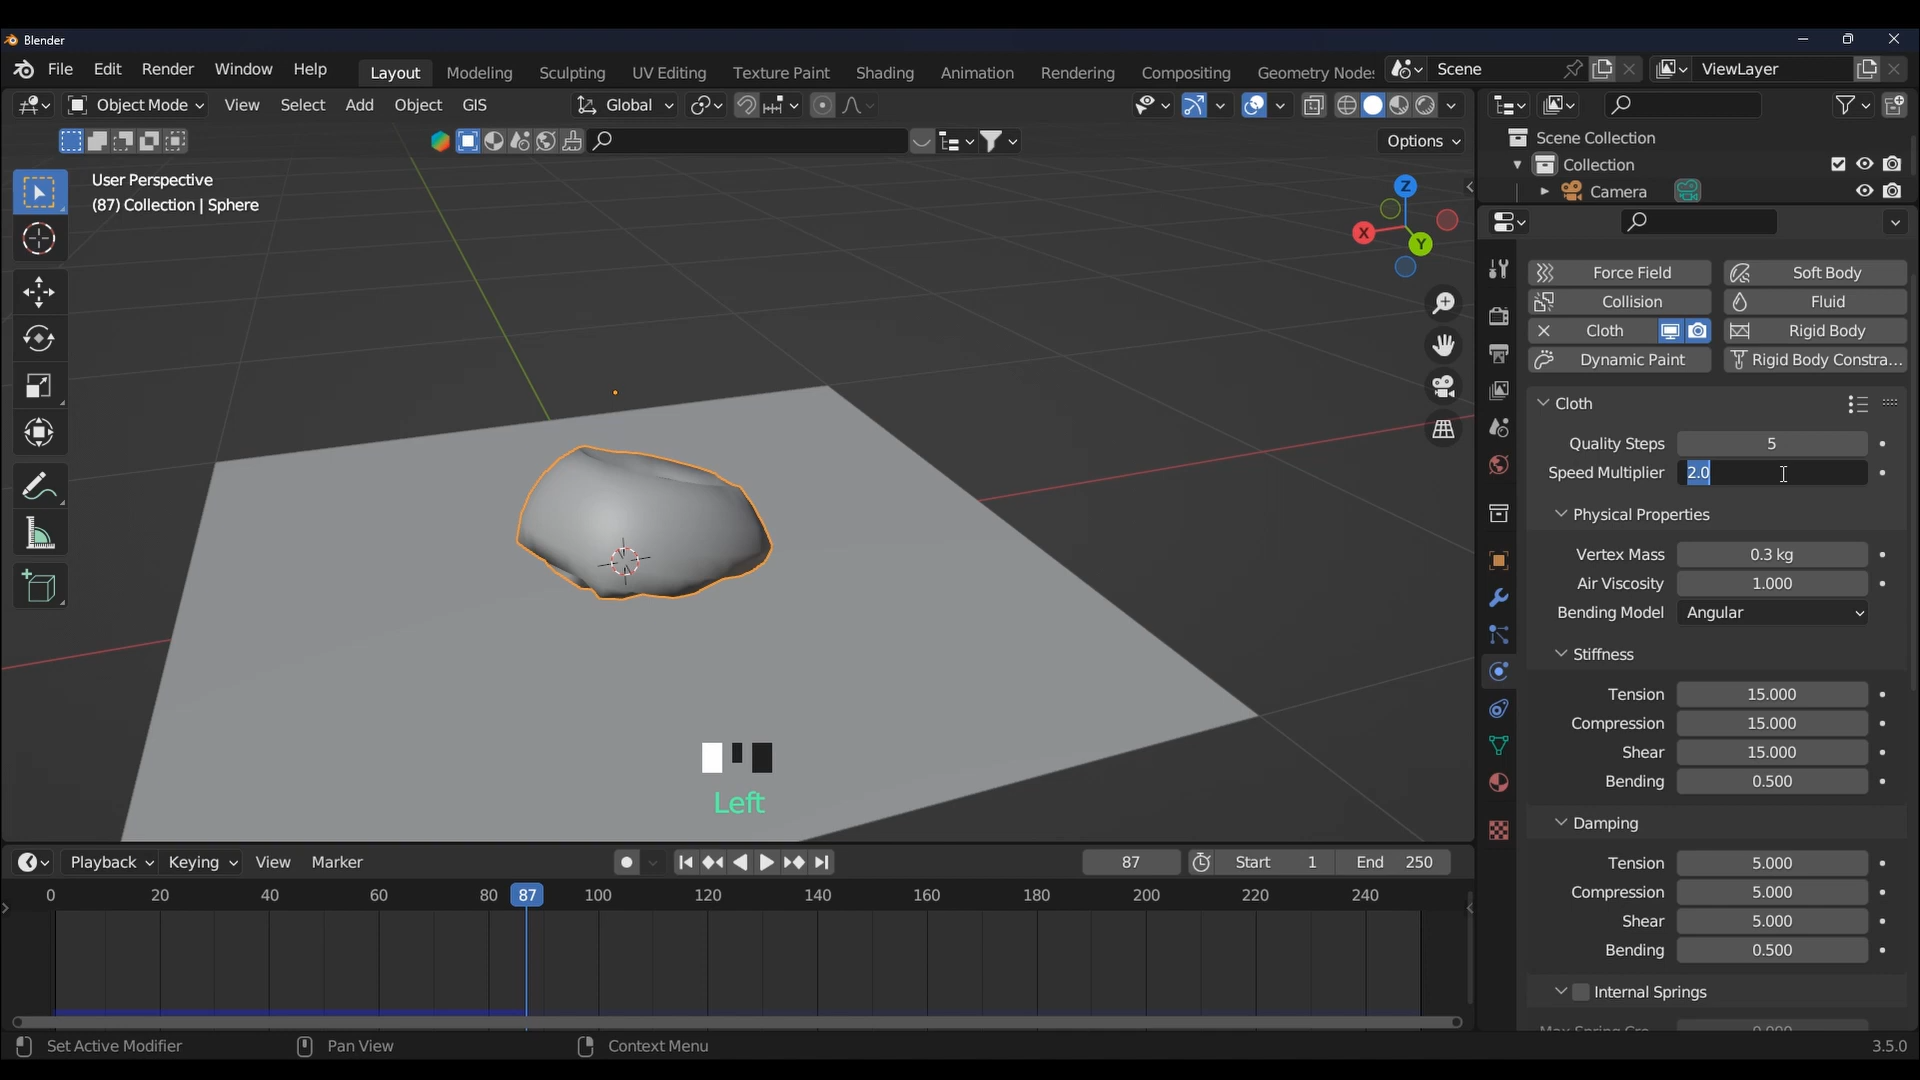 Blender
File Edit Render Window Help Layout Modeling Sculpting UV Editing Texture Paint Shading Animation Rendering Compositing Geometry Nodes Scene ViewLayer
Object Mode View Select Add Object GIS Global
Options
User Perspective
(87) Collection | Sphere
Z
X
Y
Scene Collection
Collection
Camera
Force Field Soft Body
Collision Fluid
Cloth Rigid Body
Dynamic Paint Rigid Body Constra...
Cloth
Quality Steps 5
Speed Multiplier 2.0
Physical Properties
Vertex Mass 0.3 kg
Air Viscosity 1.000
Bending Model Angular
Stiffness
Tension 15.000
Compression 15.000
Shear 15.000
Bending 0.500
Damping
Tension 5.000
Compression 5.000
Shear 5.000
Bending 0.500
Internal Springs
Left
Playback Keying View Marker 87 Start 1 End 250
0 20 40 60 80 87 100 120 140 160 180 200 220 240
Set Active Modifier Pan View Context Menu 3.5.0